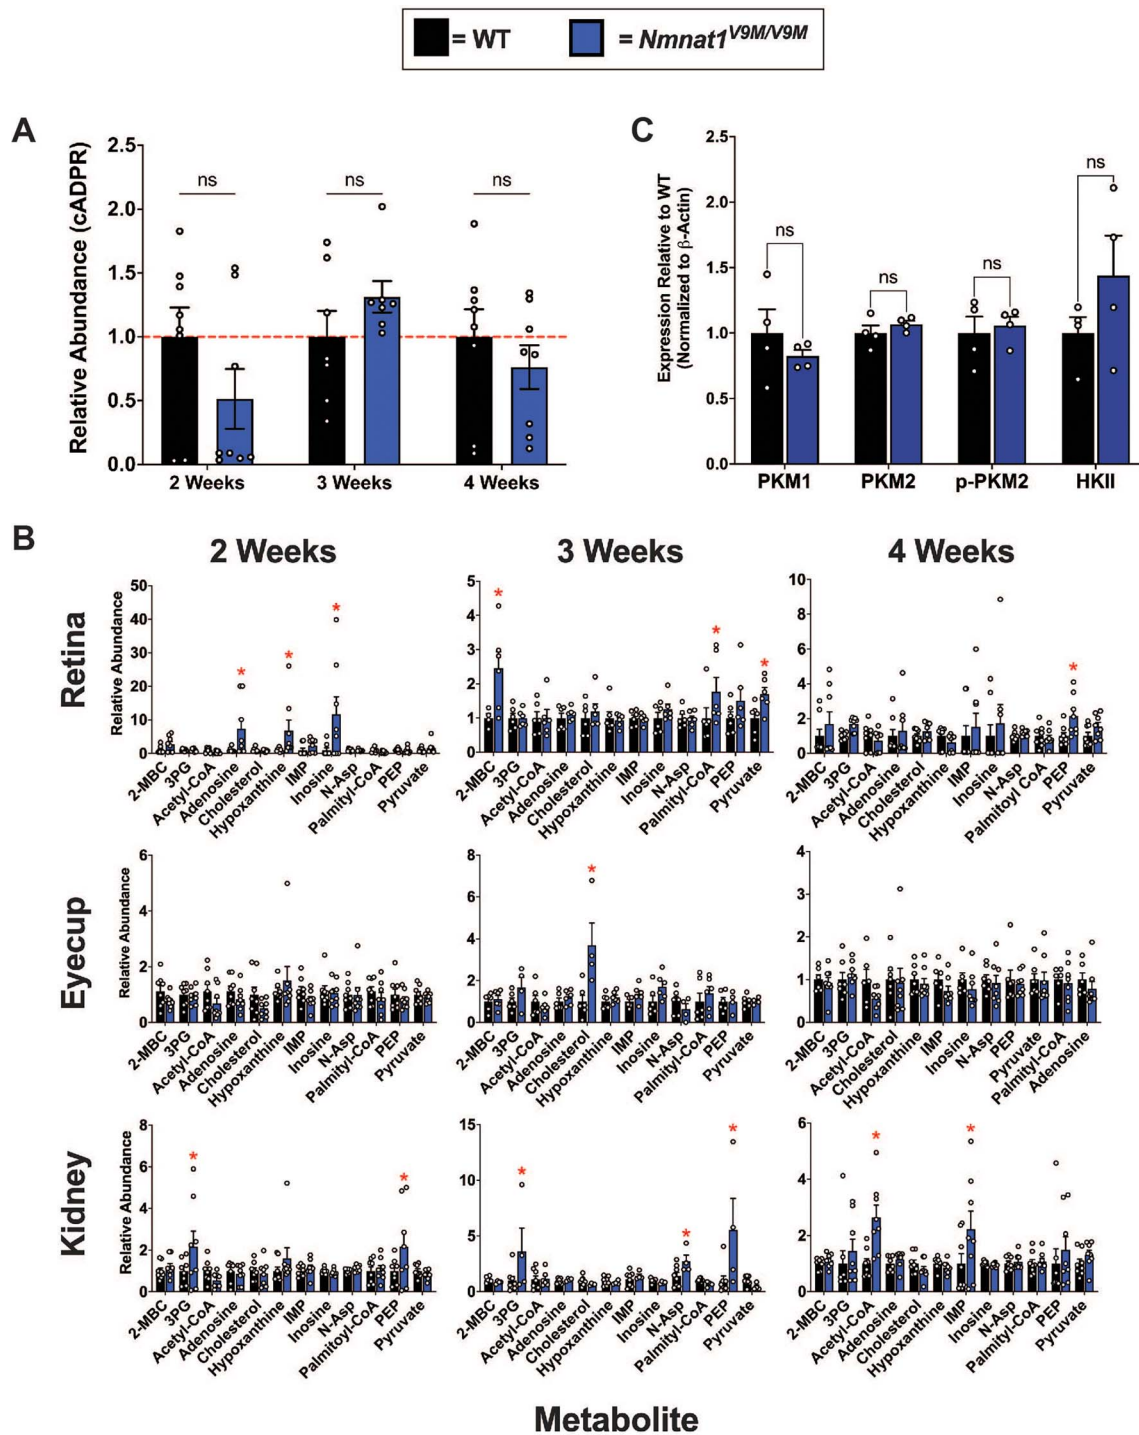 = WT = Nmnat1V9M/V9M
A
Relative Abundance (cADPR)
2.5
2.0
1.5
1.0
0.5
0.0
ns ns ns
2 Weeks 3 Weeks 4 Weeks
C
Expression Relative to WT
(Normalized to β-Actin)
2.5
2.0
1.5
1.0
0.5
0.0
ns ns ns ns
PKM1 PKM2 p-PKM2 HKII
B
2 Weeks 3 Weeks 4 Weeks
Retina
Relative Abundance
50
40
30
20
10
0
* * *
2-MBC 3PG Acetyl-CoA Adenosine Cholesterol Hypoxanthine IMP Inosine N-Asp Palmityl-CoA PEP Pyruvate
5
4
3
2
1
0
* * *
2-MBC 3PG Acetyl-CoA Adenosine Cholesterol Hypoxanthine IMP Inosine N-Asp Palmityl-CoA PEP Pyruvate
10
8
6
4
2
0
*
2-MBC 3PG Acetyl-CoA Adenosine Cholesterol Hypoxanthine IMP Inosine N-Asp Palmitoyl CoA PEP Pyruvate
Eyecup
Relative Abundance
6
4
2
0
2-MBC 3PG Acetyl-CoA Adenosine Cholesterol Hypoxanthine IMP Inosine N-Asp Palmityl-CoA PEP Pyruvate
8
6
4
2
0
*
2-MBC 3PG Acetyl-CoA Adenosine Cholesterol Hypoxanthine IMP Inosine N-Asp Palmityl-CoA PEP Pyruvate
4
3
2
1
0
2-MBC 3PG Acetyl-CoA Cholesterol Hypoxanthine IMP Inosine N-Asp PEP Pyruvate Palmityl-CoA Adenosine
Kidney
Relative Abundance
8
6
4
2
0
* *
2-MBC 3PG Acetyl-CoA Adenosine Cholesterol Hypoxanthine IMP Inosine N-Asp Palmitoyl-CoA PEP Pyruvate
15
10
5
0
* * *
2-MBC 3PG Acetyl-CoA Adenosine Cholesterol Hypoxanthine IMP Inosine N-Asp Palmityl-CoA PEP Pyruvate
6
4
2
0
* *
2-MBC 3PG Acetyl-CoA Adenosine Cholesterol Hypoxanthine IMP Inosine N-Asp Palmityl-CoA PEP Pyruvate
Metabolite